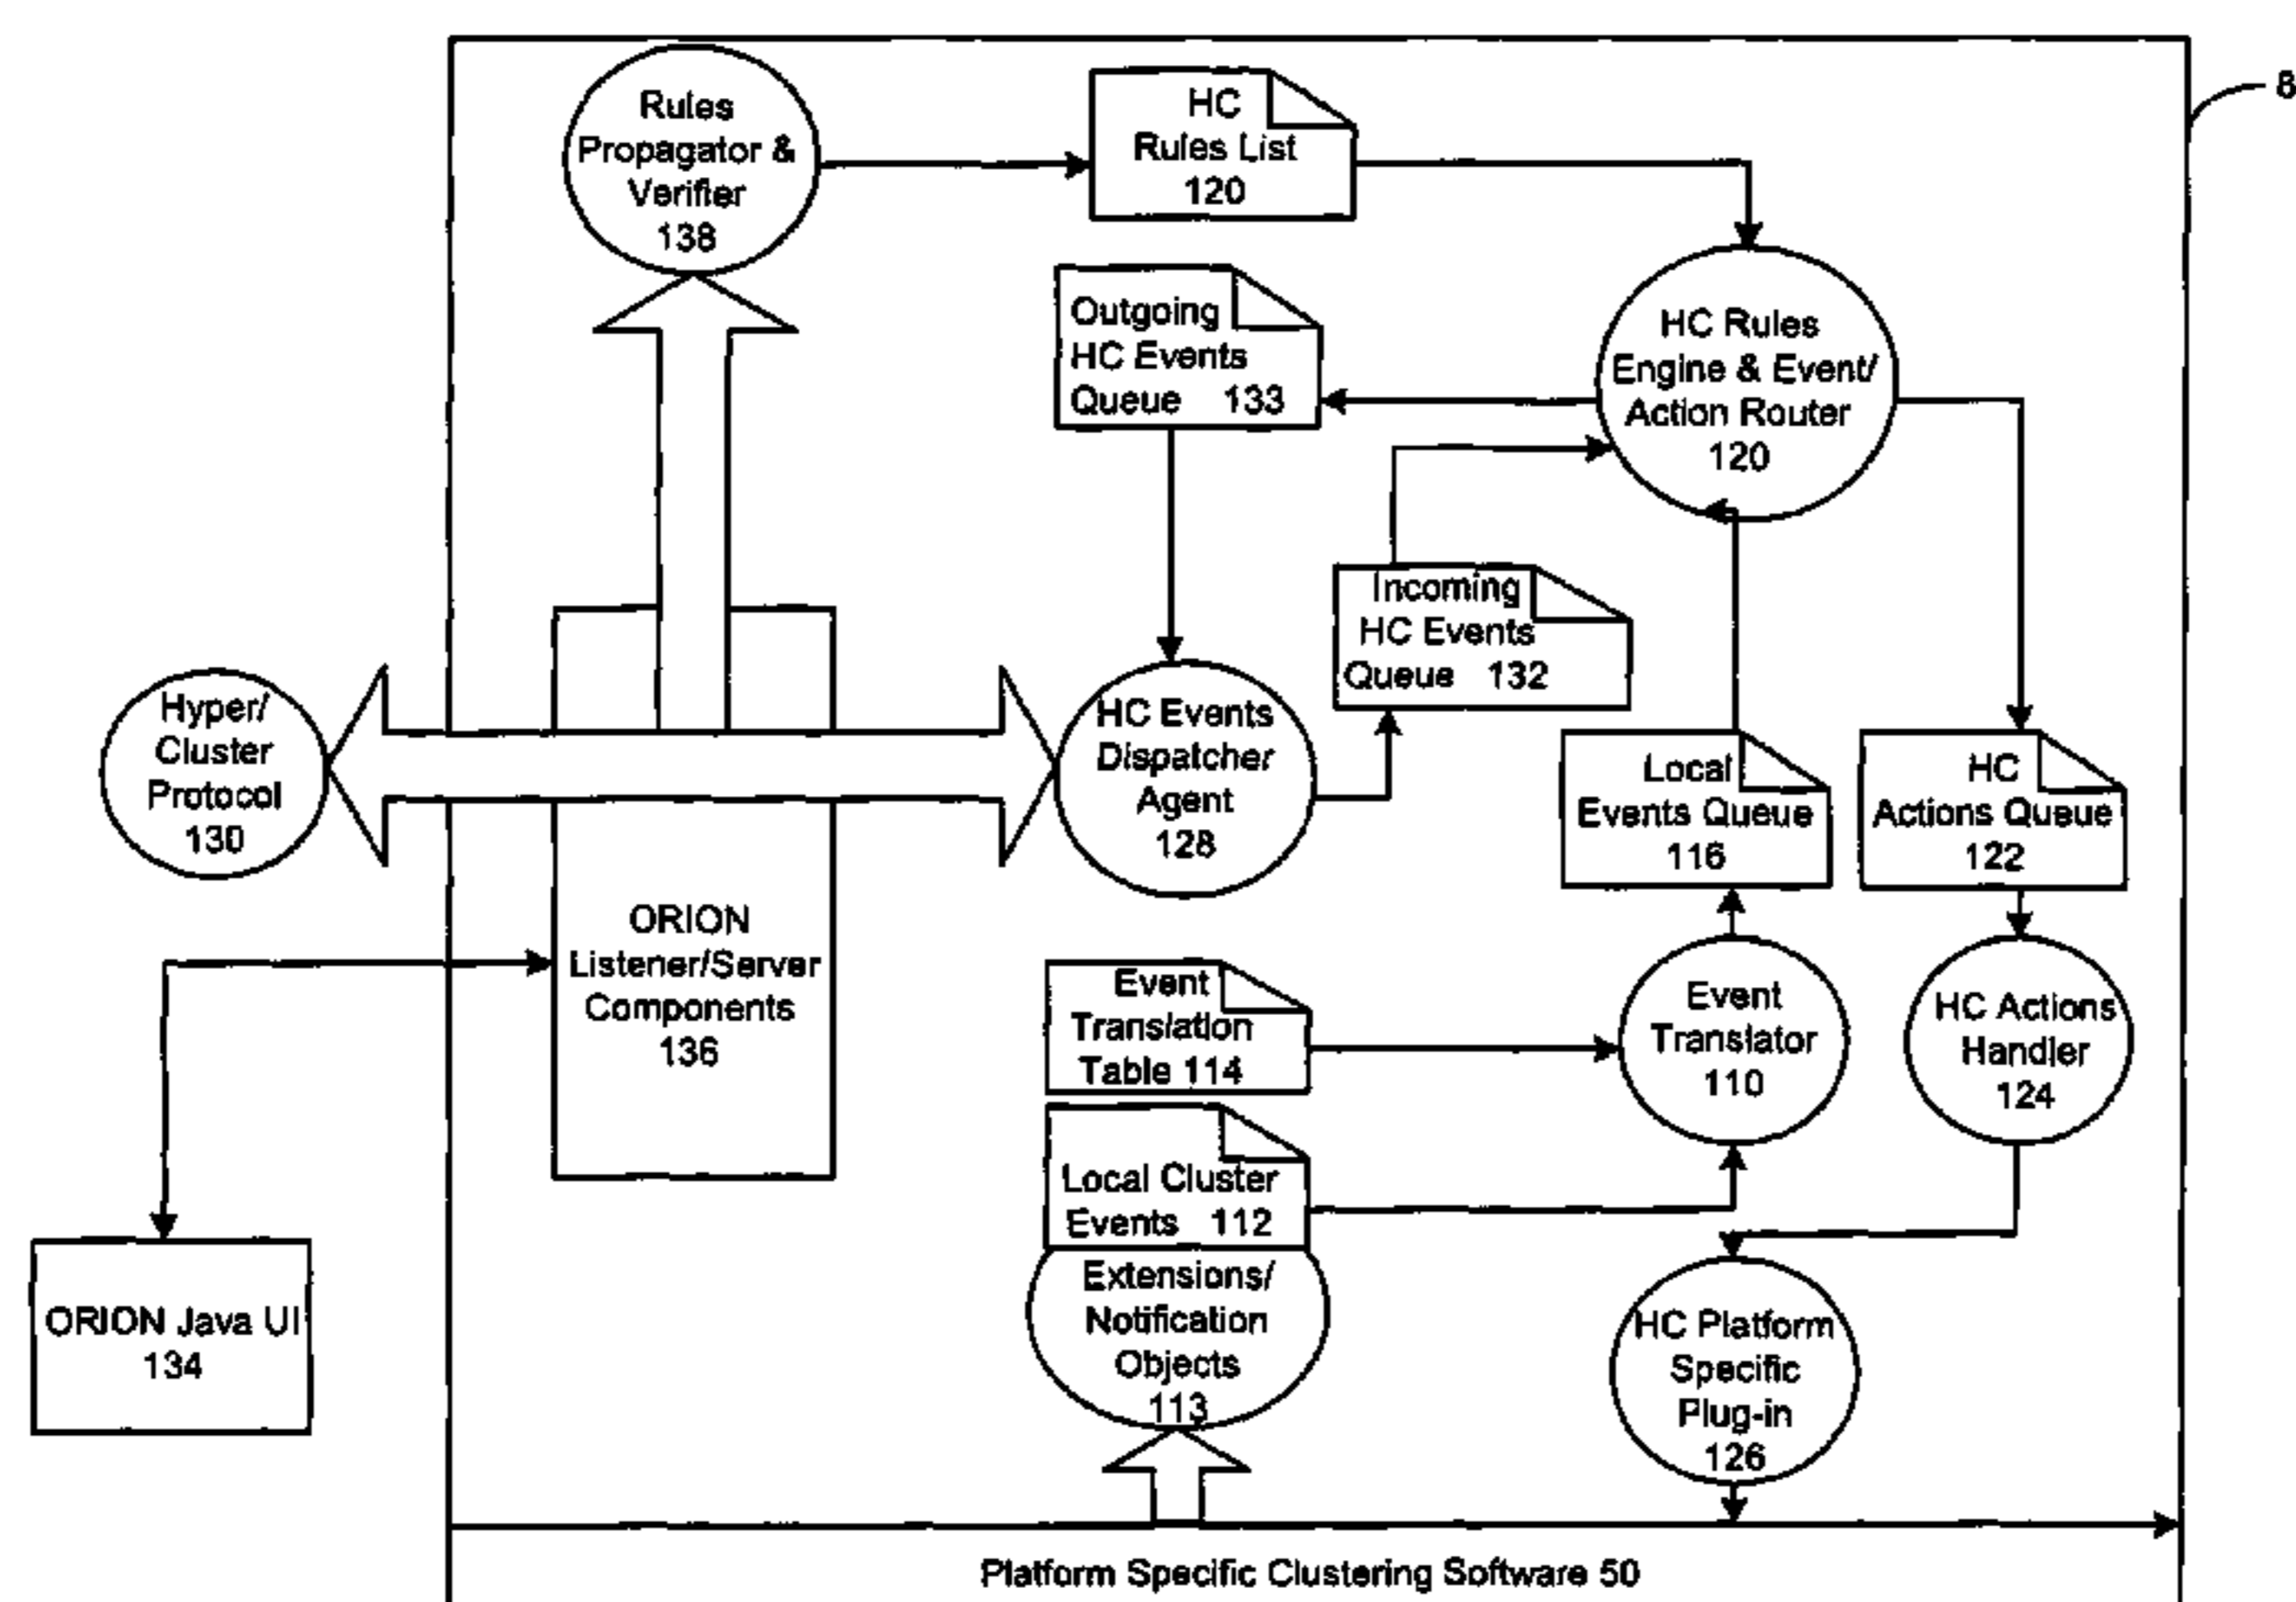 8
Rules
Propagator &
Verifier
138
HC
Rules List
120
Outgoing
HC Events
Queue 133
HC Rules
Engine & Event/
Action Router
120
Incoming
HC Events
Queue 132
Hyper/
Cluster
Protocol
130
HC Events
Dispatcher
Agent
128
Local
Events Queue
116
HC
Actions Queue
122
ORION
Listener/Server
Components
136
Event
Translation
Table 114
Event
Translator
110
HC Actions
Handler
124
Local Cluster
Events 112
Extensions/
Notification
Objects
113
ORION Java UI
134
HC Platform
Specific
Plug-in
126
Platform Specific Clustering Software 50